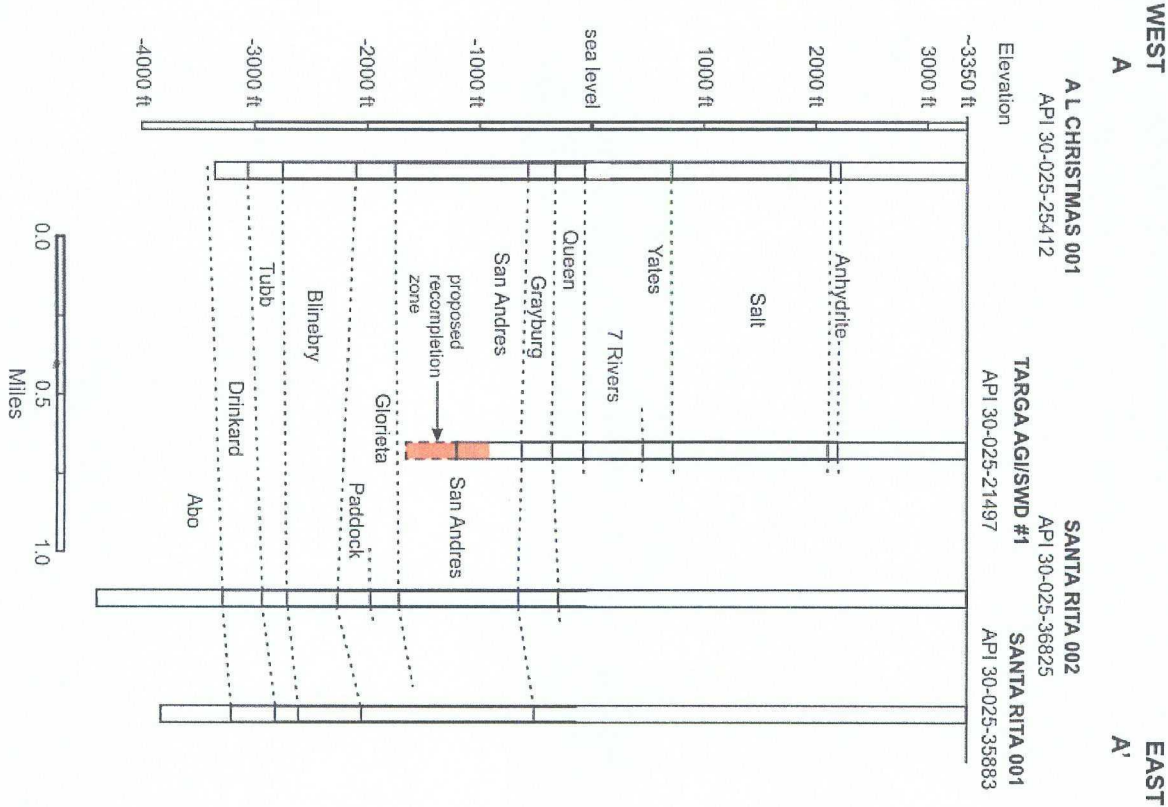 WEST
A
EAST
A'
A L CHRISTMAS 001
API 30-025-25412
TARGA AGI/SWD #1
API 30-025-21497
SANTA RITA 002
API 30-025-36825
SANTA RITA 001
API 30-025-35883
Elevation
~3350 ft
3000 ft
2000 ft
1000 ft
sea level
-1000 ft
-2000 ft
-3000 ft
-4000 ft
Anhydrite
Salt
Yates
7 Rivers
Queen
Grayburg
San Andres
proposed
recompletion
zone
San Andres
Glorieta
Paddock
Blinebry
Tubb
Drinkard
Abo
0.0
0.5
1.0
Miles